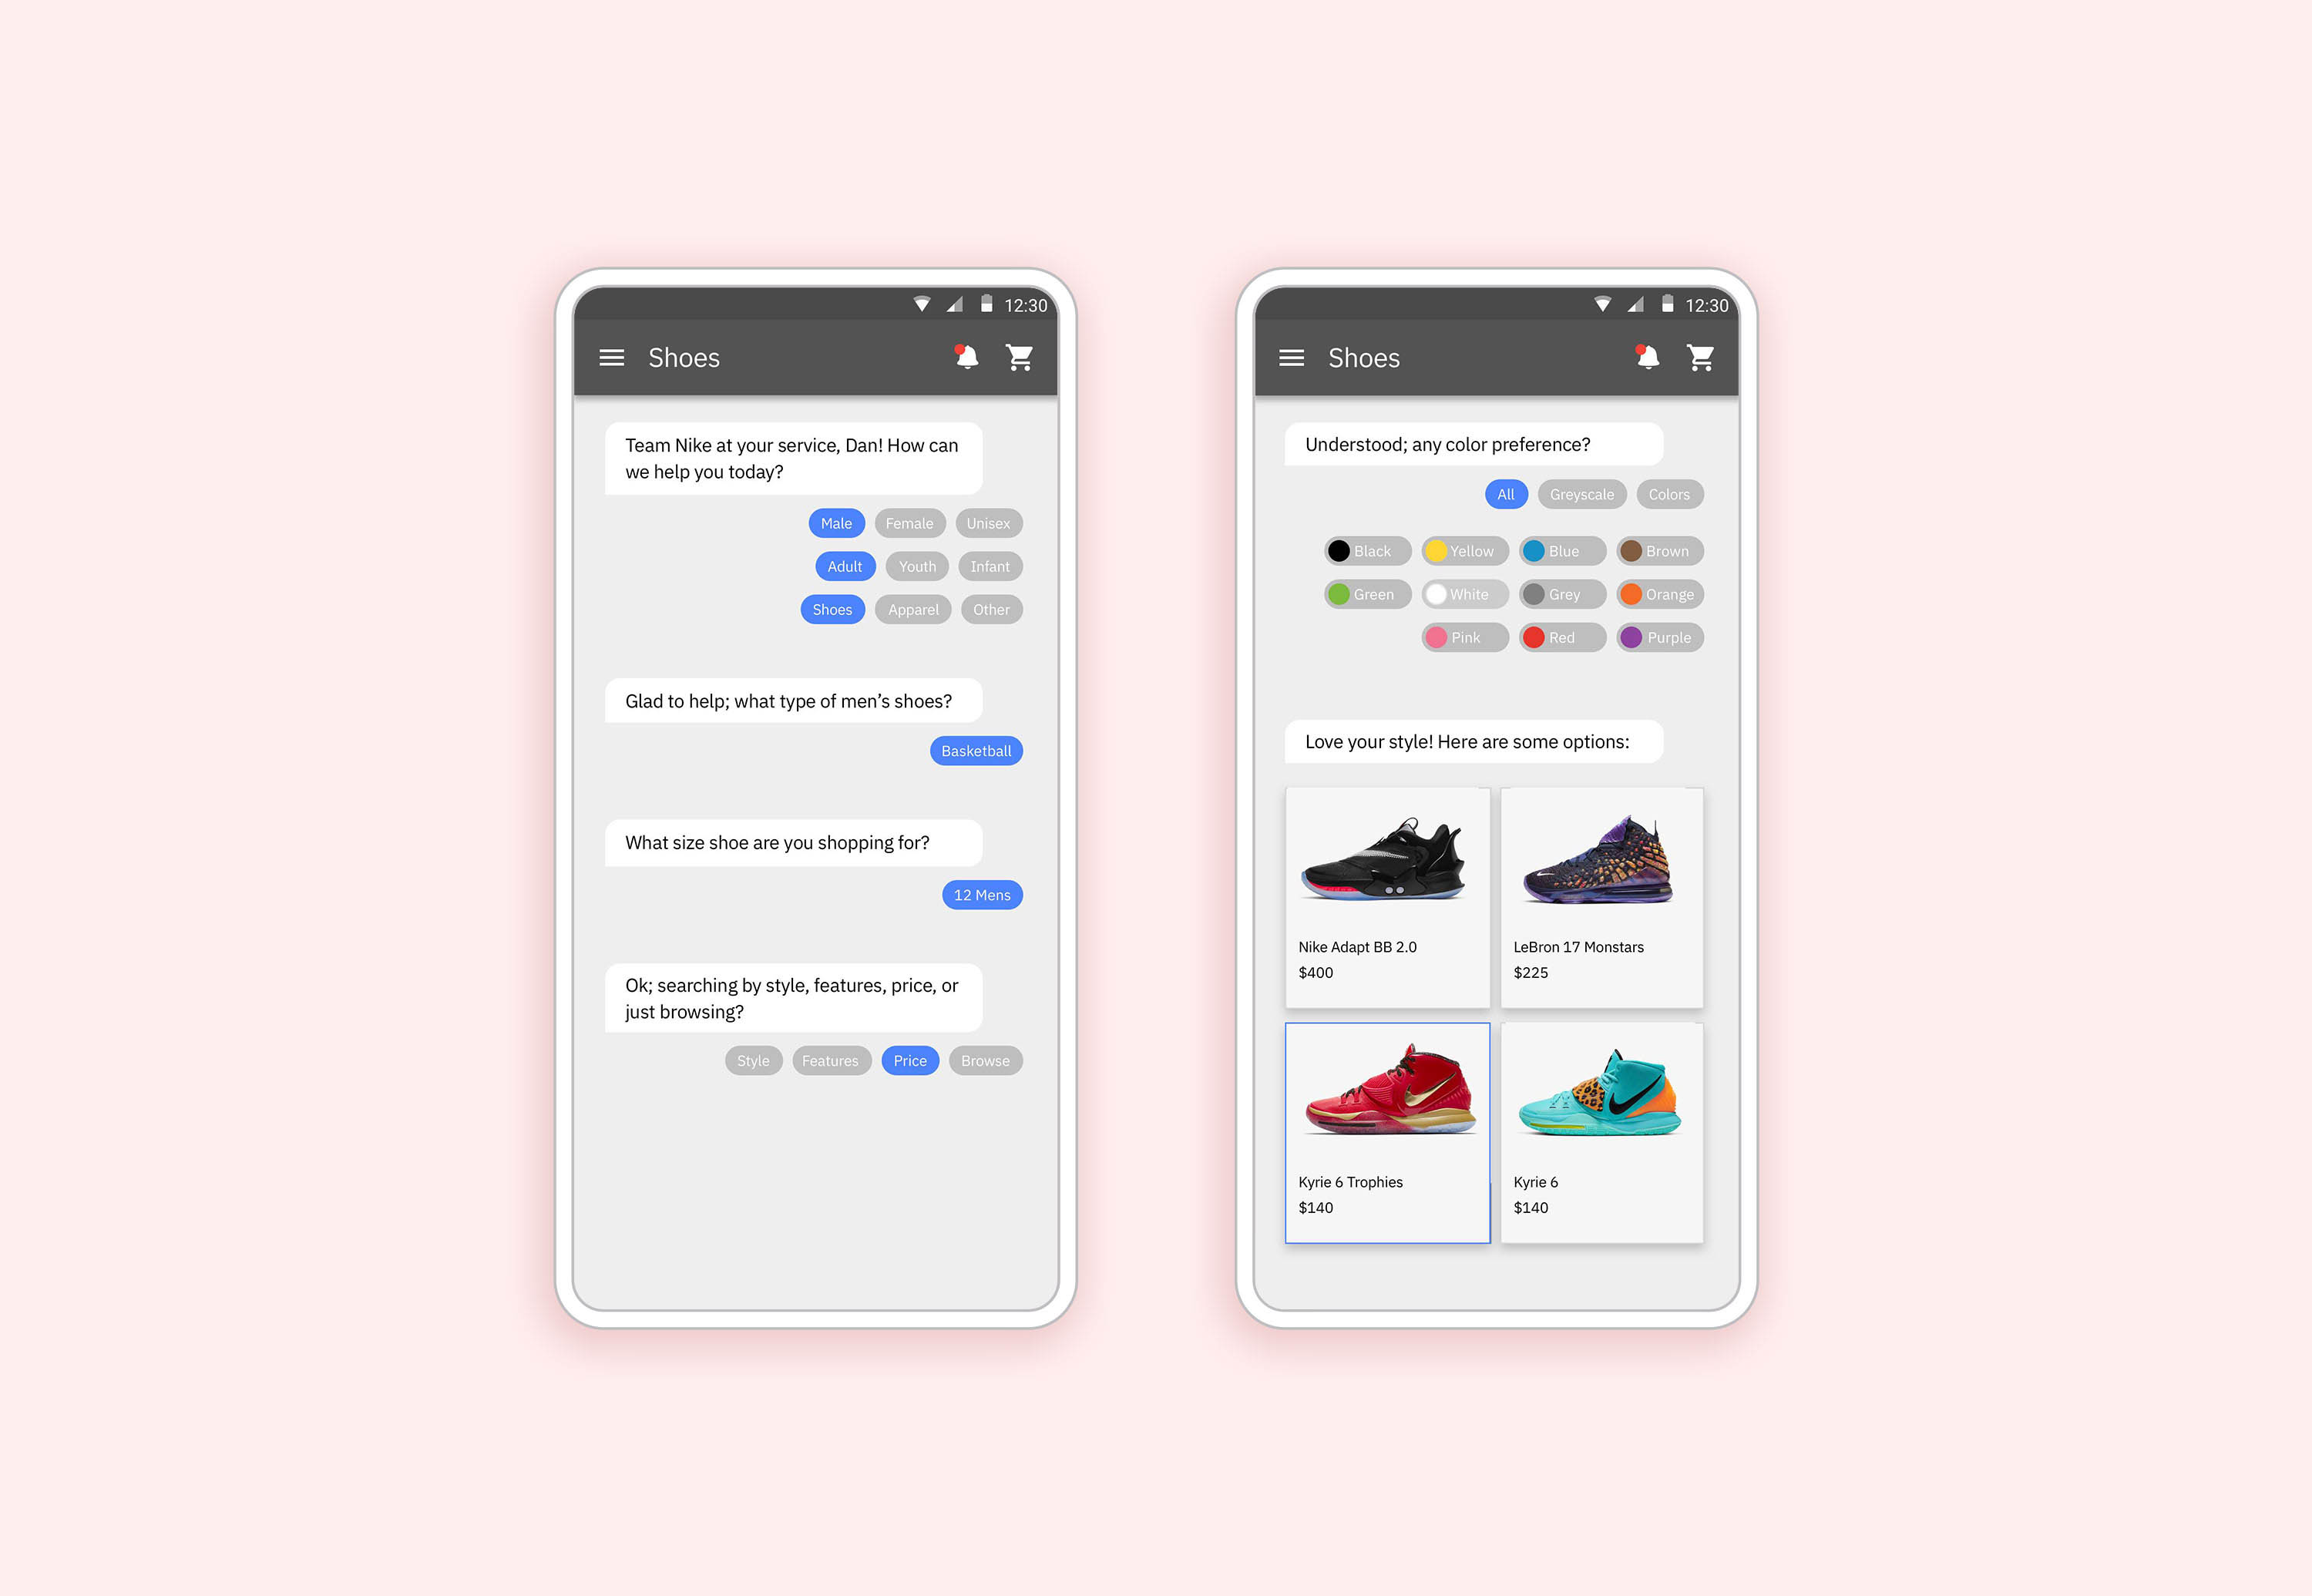 12:30
Shoes
Team Nike at your service, Dan! How can
we help you today?
Male Female Unisex
Adult Youth Infant
Shoes Apparel Other
Glad to help; what type of men’s shoes?
Basketball
What size shoe are you shopping for?
12 Mens
Ok; searching by style, features, price, or
just browsing?
Style Features Price Browse
12:30
Shoes
Understood; any color preference?
All Greyscale Colors
Black Yellow Blue Brown
Green White Grey Orange
Pink Red Purple
Love your style! Here are some options:
Nike Adapt BB 2.0
$400
LeBron 17 Monstars
$225
Kyrie 6 Trophies
$140
Kyrie 6
$140